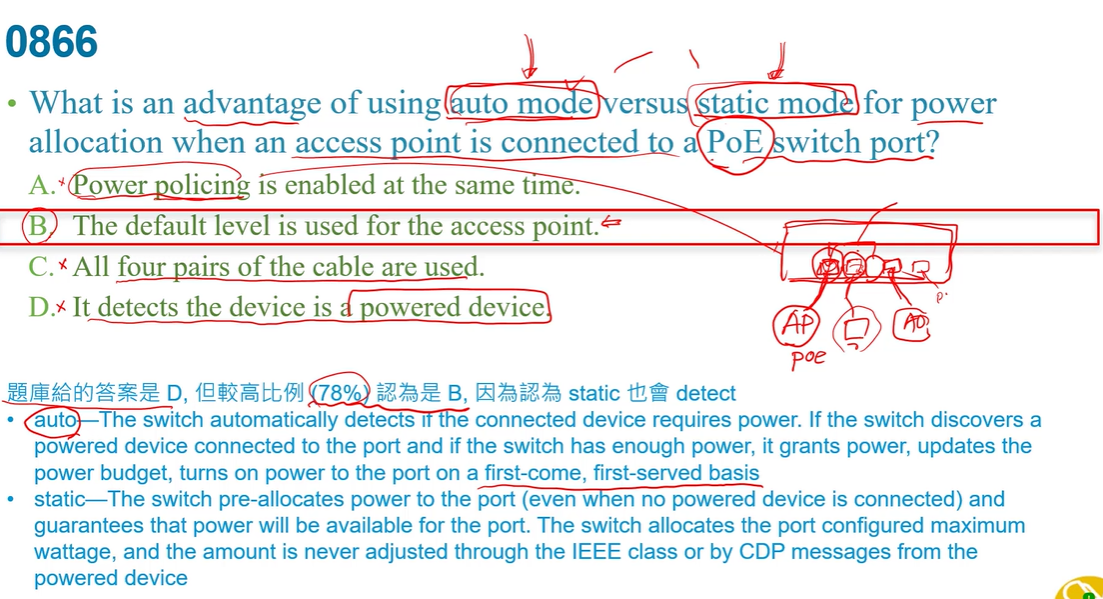 0866
• What is an advantage of using auto mode versus static mode for power
allocation when an access point is connected to a PoE switch port?
A. Power policing is enabled at the same time.
B. The default level is used for the access point.
C. All four pairs of the cable are used.
D. It detects the device is a powered device.
AP
AP
P.
poe
題庫給的答案是 D, 但較高比例 (78%) 認為是 B, 因為認為 static 也會 detect
• auto—The switch automatically detects if the connected device requires power. If the switch discovers a
powered device connected to the port and if the switch has enough power, it grants power, updates the
power budget, turns on power to the port on a first-come, first-served basis
• static—The switch pre-allocates power to the port (even when no powered device is connected) and
guarantees that power will be available for the port. The switch allocates the port configured maximum
wattage, and the amount is never adjusted through the IEEE class or by CDP messages from the
powered device